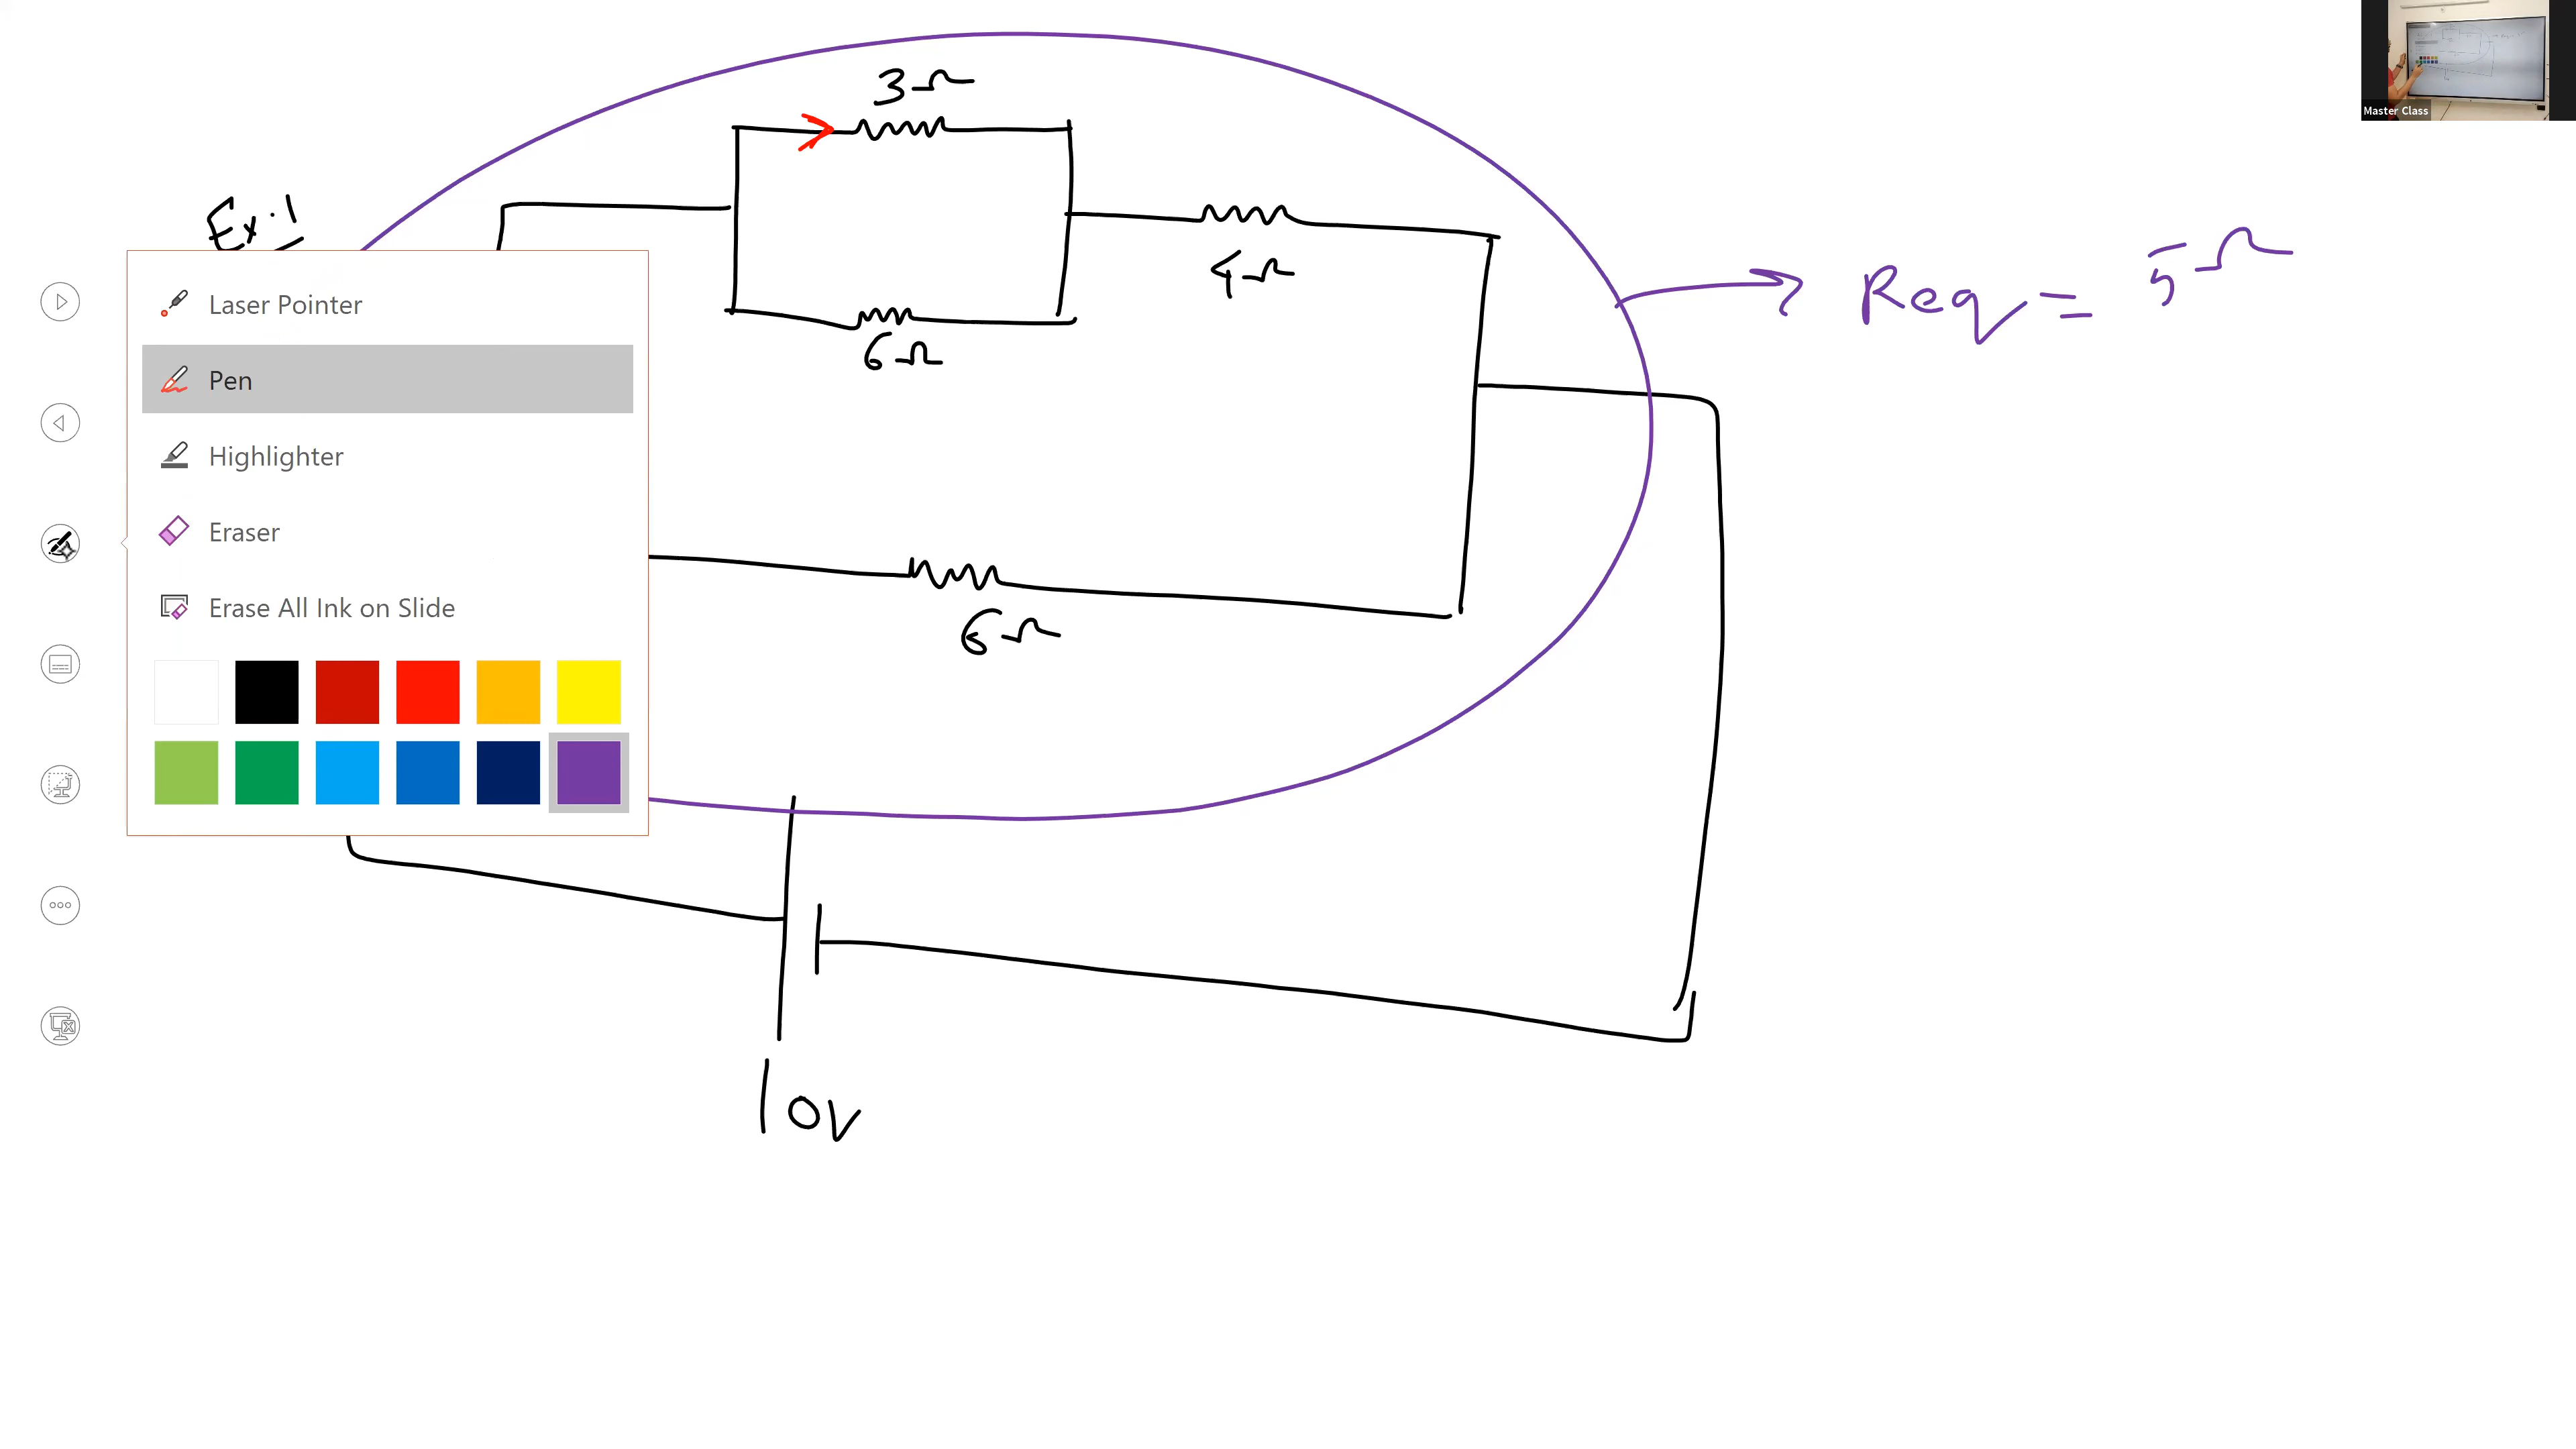 Master Class
3Ω
Ex.1
4Ω
Req = 5Ω
6Ω
Laser Pointer
Pen
Highlighter
Eraser
Erase All Ink on Slide
6Ω
10V